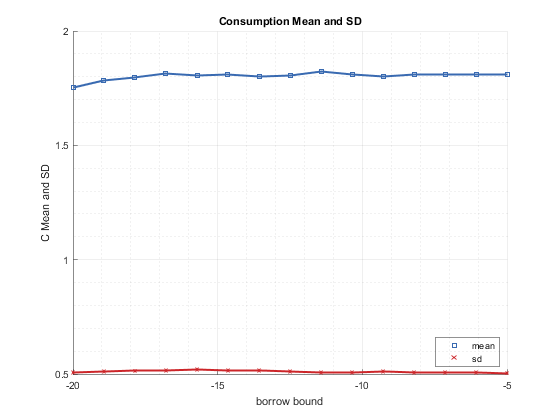 Consumption Mean and SD
2
1.5
1
0.5
C Mean and SD
-20 -15 -10 -5
borrow bound
mean
sd